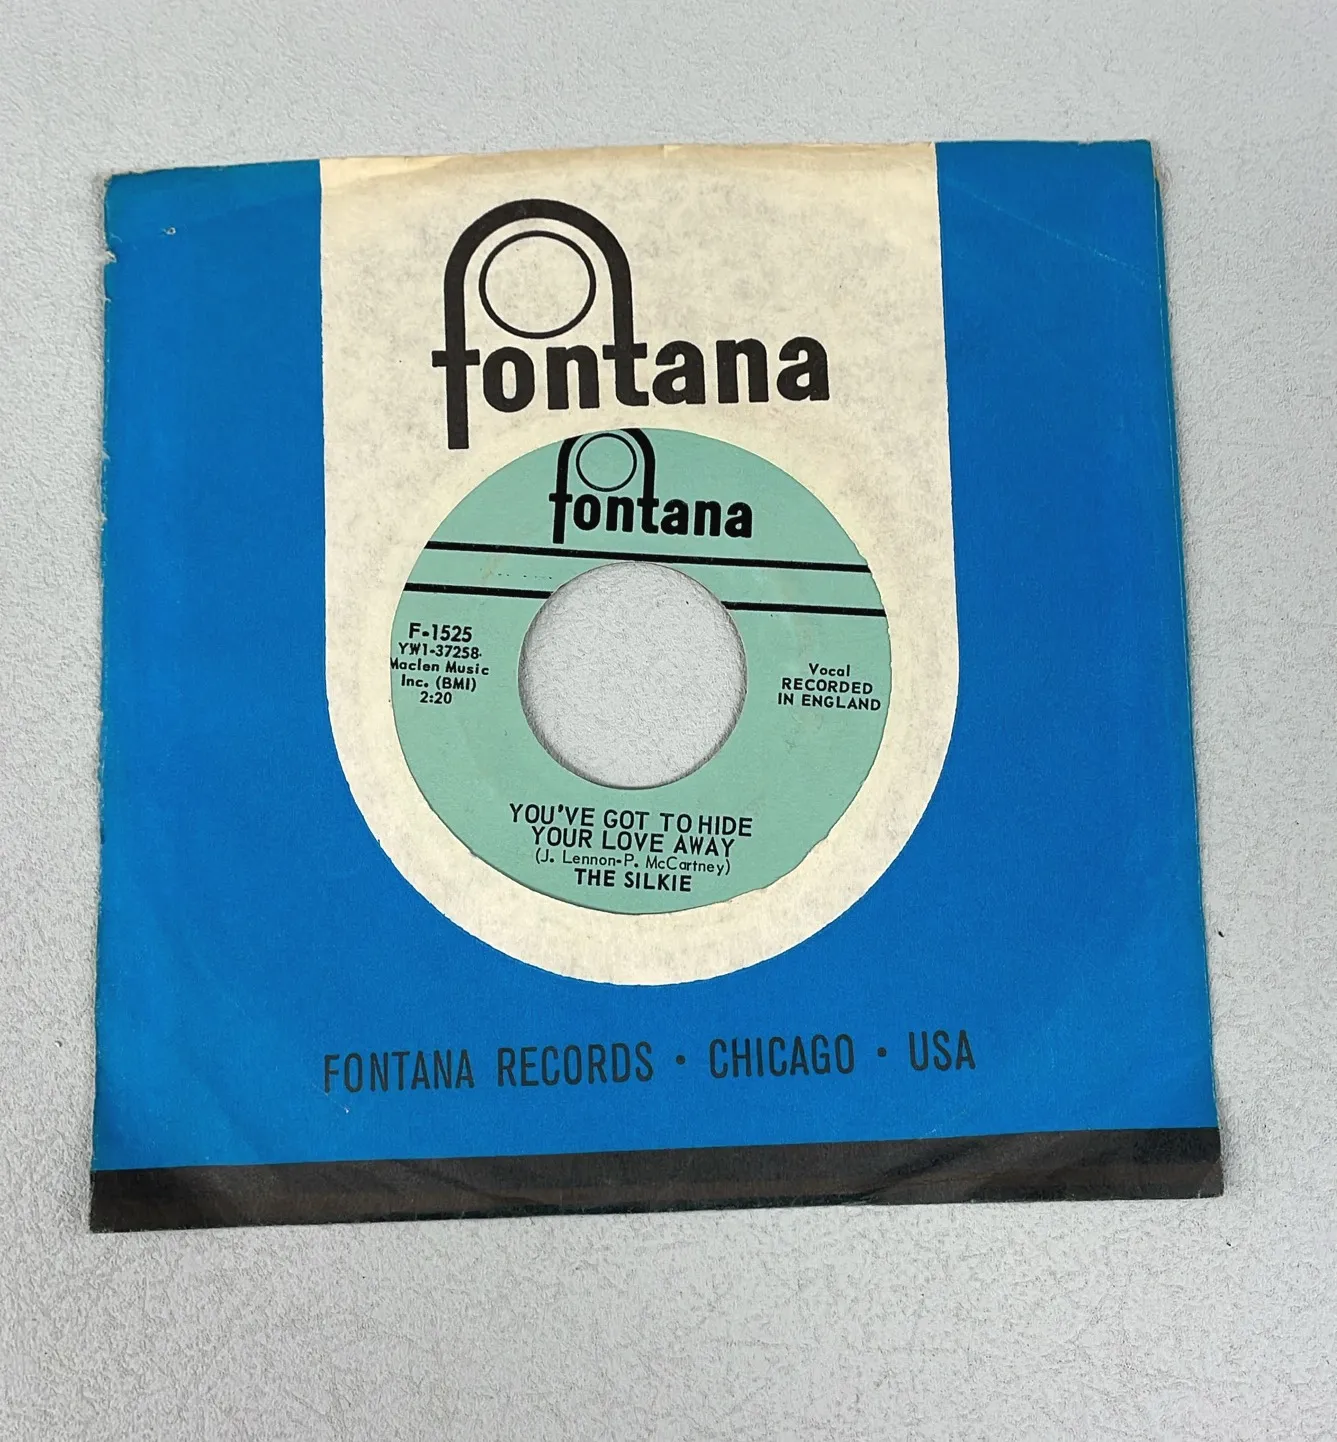 fontana
fontana
F-1525
YW1-37258
Maclen Music
Inc. (BMI)
2:20
Vocal
RECORDED
IN ENGLAND
YOU'VE GOT TO HIDE
YOUR LOVE AWAY
(J. Lennon-P. McCartney)
THE SILKIE
FONTANA RECORDS • CHICAGO • USA